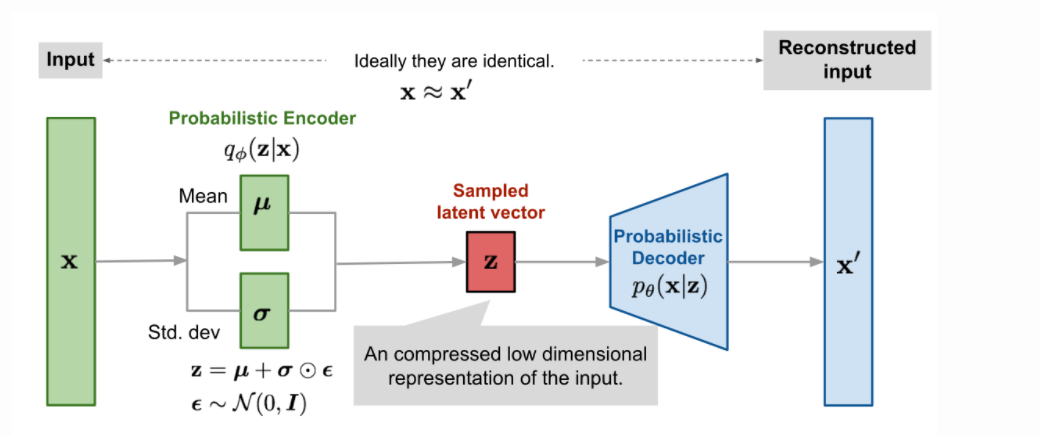 Input
Ideally they are identical.
x ≈ x′
Reconstructed
input
Probabilistic Encoder
qϕ(z|x)
Mean
μ
x
σ
Std. dev
z = μ + σ ⊙ ϵ
ϵ ∼ 𝒩(0, I)
Sampled
latent vector
z
An compressed low dimensional
representation of the input.
Probabilistic
Decoder
pθ(x|z)
x′